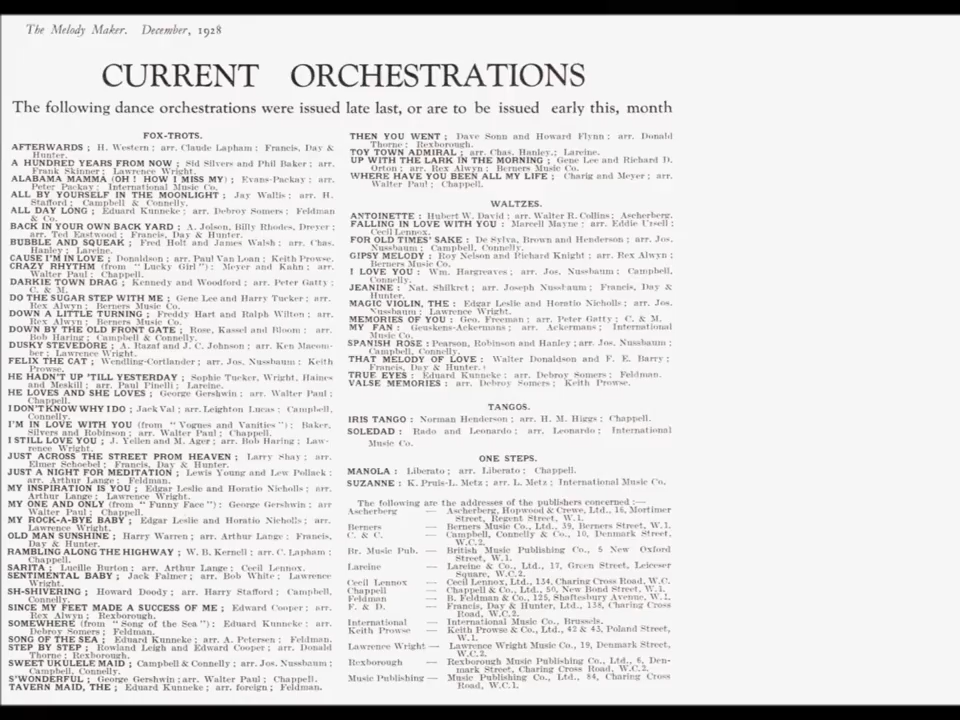 The Melody Maker. December, 1928
CURRENT ORCHESTRATIONS
The following dance orchestrations were issued late last, or are to be issued early this, month
FOX-TROTS.
AFTERWARDS ; H. Western ; arr. Claude Lapham ; Francis, Day &
Hunter.
A HUNDRED YEARS FROM NOW ; Sid Silvers and Phil Baker ; arr.
Frank Skinner ; Lawrence Wright.
ALABAMA MAMMA (OH ! HOW I MISS MY) ; Evans-Packay ; arr.
Peter Packay ; International Music Co.
ALL BY YOURSELF IN THE MOONLIGHT ; Jay Wallis ; arr. H.
Stafford ; Campbell & Connelly.
ALL DAY LONG ; Eduard Kunneke ; arr. Debroy Somers ; Feldman
& Co.
BACK IN YOUR OWN BACK YARD ; A. Jolson, Billy Rhodes, Dreyer ;
arr. Ted Eastwood ; Francis, Day & Hunter.
BUBBLE AND SQUEAK ; Fred Holt and James Walsh ; arr. Chas.
Hanley ; Lareine.
CAUSE I'M IN LOVE ; Donaldson ; arr. Paul Van Loan ; Keith Prowse.
CRAZY RHYTHM (from " Lucky Girl ") ; Meyer and Kahn ; arr.
Walter Paul ; Chappell.
DARKIE TOWN DRAG ; Kennedy and Woodford ; arr. Peter Gatty ;
C. & M.
DO THE SUGAR STEP WITH ME ; Gene Lee and Harry Tucker ; arr.
Rex Alwyn ; Berners Music Co.
DOWN A LITTLE TURNING ; Freddy Hart and Ralph Wilton ; arr.
Rex Alwyn ; Berners Music Co.
DOWN BY THE OLD FRONT GATE ; Rose, Kassel and Bloom ; arr.
Bob Haring ; Campbell & Connelly.
DUSKY STEVEDORE ; A. Razaf and J. C. Johnson ; arr. Ken Macom-
ber ; Lawrence Wright.
FELIX THE CAT ; Wendling-Cortlander ; arr. Jos. Nussbaum ; Keith
Prowse.
HE HADN'T UP 'TILL YESTERDAY ; Sophie Tucker, Wright, Haines
and Meskill ; arr. Paul Pinelli ; Lareine.
HE LOVES AND SHE LOVES ; George Gershwin ; arr. Walter Paul ;
Chappell.
I DON'T KNOW WHY I DO ; Jack Val ; arr. Leighton Lucas ; Campbell,
Connelly.
I'M IN LOVE WITH YOU (from " Vogues and Vanities ") ; Baker,
Silvers and Robinson ; arr. Walter Paul ; Chappell.
I STILL LOVE YOU ; J. Yellen and M. Ager ; arr. Bob Haring ; Law-
rence Wright.
JUST ACROSS THE STREET FROM HEAVEN ; Larry Shay ; arr.
Elmer Schoebel ; Francis, Day & Hunter.
JUST A NIGHT FOR MEDITATION ; Lewis Young and Lew Pollack ;
arr. Arthur Lange ; Feldman.
MY INSPIRATION IS YOU ; Edgar Leslie and Horatio Nicholls ; arr.
Arthur Lange ; Lawrence Wright.
MY ONE AND ONLY (from " Funny Face ") ; George Gershwin ; arr
Walter Paul ; Chappell.
MY ROCK-A-BYE BABY ; Edgar Leslie and Horatio Nicholls ; arr.
Lawrence Wright.
OLD MAN SUNSHINE ; Harry Warren ; arr. Arthur Lange ; Francis,
Day & Hunter.
RAMBLING ALONG THE HIGHWAY ; W. B. Kernell ; arr. C. Lapham ;
Chappell.
SARITA ; Lucille Burton ; arr. Arthur Lange ; Cecil Lennox.
SENTIMENTAL BABY ; Jack Palmer ; arr. Bob White ; Lawrence
Wright.
SH-SHIVERING ; Howard Doody ; arr. Harry Stafford ; Campbell,
Connelly.
SINCE MY FEET MADE A SUCCESS OF ME ; Edward Cooper ; arr
Rex Alwyn ; Rexborough.
SOMEWHERE (from " Song of the Sea ") ; Eduard Kunneke ; arr.
Debroy Somers ; Feldman.
SONG OF THE SEA ; Eduard Kunneke ; arr. A. Petersen ; Feldman.
STEP BY STEP ; Rowland Leigh and Edward Cooper ; arr. Donald
Thorne ; Rexborough.
SWEET UKULELE MAID ; Campbell & Connelly ; arr. Jos. Nussbaum ;
Campbell, Connelly.
S'WONDERFUL ; George Gershwin ; arr. Walter Paul ; Chappell.
TAVERN MAID, THE ; Eduard Kunneke ; arr. foreign ; Feldman.
THEN YOU WENT ; Dave Sonn and Howard Flynn ; arr. Donald
Thorne ; Rexborough.
TOY TOWN ADMIRAL ; arr. Chas. Hanley ; Lareine.
UP WITH THE LARK IN THE MORNING ; Gene Lee and Richard D.
Orton ; arr. Rex Alwyn ; Berners Music Co.
WHERE HAVE YOU BEEN ALL MY LIFE ; Charig and Meyer ; arr.
Walter Paul ; Chappell.
WALTZES.
ANTOINETTE : Hubert W. David ; arr. Walter R. Collins ; Ascherberg.
FALLING IN LOVE WITH YOU : Marcell Mayne ; arr. Eddie Ursell ;
Cecil Lennox.
FOR OLD TIMES' SAKE : De Sylva, Brown and Henderson ; arr. Jos.
Nussbaum ; Campbell, Connelly.
GIPSY MELODY ; Roy Nelson and Richard Knight ; arr. Rex Alwyn ;
Berners Music Co.
I LOVE YOU : Wm. Hargreaves ; arr. Jos. Nussbaum ; Campbell,
Connelly.
JEANINE : Nat. Shilkret ; arr. Joseph Nussbaum ; Francis, Day &
Hunter.
MAGIC VIOLIN, THE : Edgar Leslie and Horatio Nicholls ; arr. Jos.
Nussbaum ; Lawrence Wright.
MEMORIES OF YOU : Geo. Freeman ; arr. Peter Gatty ; C. & M.
MY FAN : Geuskens-Ackermans ; arr. Ackermans ; International
Music Co.
SPANISH ROSE : Pearson, Robinson and Hanley ; arr. Jos. Nussbaum ;
Campbell, Connelly.
THAT MELODY OF LOVE : Walter Donaldson and F. E. Barry ;
Francis, Day & Hunter.
TRUE EYES : Eduard Kunneke ; arr. Debroy Somers ; Feldman.
VALSE MEMORIES : arr. Debroy Somers ; Keith Prowse.
TANGOS.
IRIS TANGO : Norman Henderson ; arr. H. M. Higgs ; Chappell.
SOLEDAD : Rado and Leonardo ; arr. Leonardo ; International
Music Co.
ONE STEPS.
MANOLA : Liberato ; arr. Liberato ; Chappell.
SUZANNE : K. Pruis-L. Metz ; arr. L. Metz ; International Music Co.
The following are the addresses of the publishers concerned :—
Ascherberg — Ascherberg, Hopwood & Crewe, Ltd., 16, Mortimer
Street, Regent Street, W.1.
Berners — Berners Music Co., Ltd., 39, Berners Street, W.1.
C. & C. — Campbell, Connelly & Co., 10, Denmark Street,
W.C.2.
Br. Music Pub. — British Music Publishing Co., 5 New Oxford
Street, W.1.
Lareine — Lareine & Co., Ltd., 17, Green Street, Leicester
Square, W.C.2.
Cecil Lennox — Cecil Lennox, Ltd., 134, Charing Cross Road, W.C.
Chappell — Chappell & Co., Ltd., 50, New Bond Street, W.1.
Feldman — B. Feldman & Co., 125, Shaftesbury Avenue, W.1.
F. & D. — Francis, Day & Hunter, Ltd., 138, Charing Cross
Road, W.C.2.
International — International Music Co., Brussels.
Keith Prowse — Keith Prowse & Co., Ltd., 42 & 43, Poland Street,
W.1.
Lawrence Wright — Lawrence Wright Music Co., 19, Denmark Street,
W.C.2.
Rexborough — Rexborough Music Publishing Co., Ltd., 6, Den-
mark Street, Charing Cross Road, W.C.2.
Music Publishing — Music Publishing Co., Ltd., 84, Charing Cross
Road, W.C.1.